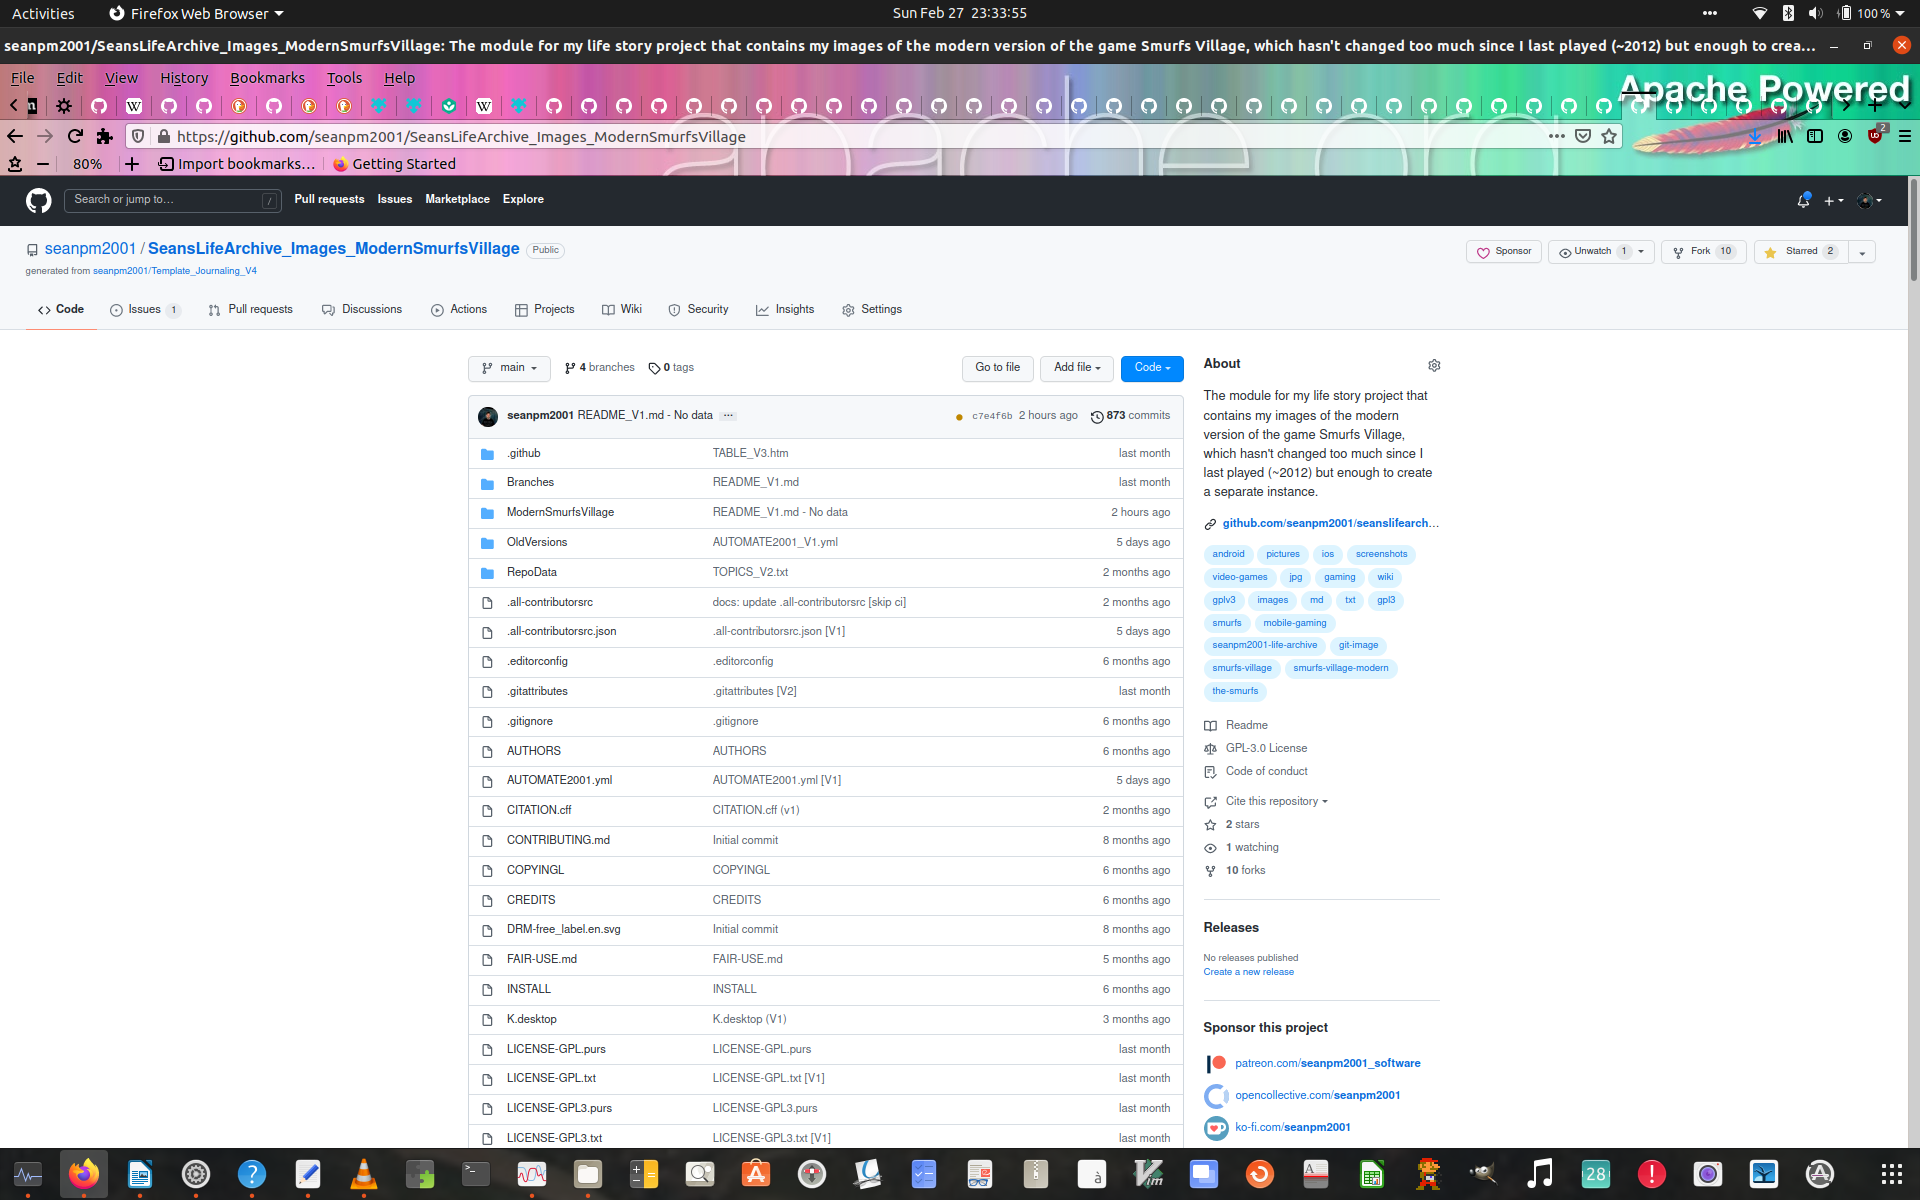 Activities
Firefox Web Browser
Sun Feb 27 23:33:55
100 %
seanpm2001/SeansLifeArchive_Images_ModernSmurfsVillage: The module for my life story project that contains my images of the modern version of the game Smurfs Village, which hasn't changed too much since I last played (~2012) but enough to crea...
File Edit View History Bookmarks Tools Help
Apache Powered
https://github.com/seanpm2001/SeansLifeArchive_Images_ModernSmurfsVillage
2
80%
Import bookmarks...
Getting Started
Search or jump to... /
Pull requests Issues Marketplace Explore
seanpm2001 / SeansLifeArchive_Images_ModernSmurfsVillage Public
generated from seanpm2001/Template_Journaling_V4
Sponsor
Unwatch 1
Fork 10
Starred 2
Code
Issues 1
Pull requests
Discussions
Actions
Projects
Wiki
Security
Insights
Settings
main
4 branches
0 tags
Go to file
Add file
Code
seanpm2001 README_V1.md - No data ... c7e4f6b 2 hours ago 873 commits
.github TABLE_V3.htm last month
Branches README_V1.md last month
ModernSmurfsVillage README_V1.md - No data 2 hours ago
OldVersions AUTOMATE2001_V1.yml 5 days ago
RepoData TOPICS_V2.txt 2 months ago
.all-contributorsrc docs: update .all-contributorsrc [skip ci] 2 months ago
.all-contributorsrc.json .all-contributorsrc.json [V1] 5 days ago
.editorconfig .editorconfig 6 months ago
.gitattributes .gitattributes [V2] last month
.gitignore .gitignore 6 months ago
AUTHORS AUTHORS 6 months ago
AUTOMATE2001.yml AUTOMATE2001.yml [V1] 5 days ago
CITATION.cff CITATION.cff (v1) 2 months ago
CONTRIBUTING.md Initial commit 8 months ago
COPYINGL COPYINGL 6 months ago
CREDITS CREDITS 6 months ago
DRM-free_label.en.svg Initial commit 8 months ago
FAIR-USE.md FAIR-USE.md 5 months ago
INSTALL INSTALL 6 months ago
K.desktop K.desktop (V1) 3 months ago
LICENSE-GPL.purs LICENSE-GPL.purs last month
LICENSE-GPL.txt LICENSE-GPL.txt [V1] last month
LICENSE-GPL3.purs LICENSE-GPL3.purs last month
LICENSE-GPL3.txt LICENSE-GPL3.txt [V1] last month
About
The module for my life story project that
contains my images of the modern
version of the game Smurfs Village,
which hasn't changed too much since I
last played (~2012) but enough to create
a separate instance.
github.com/seanpm2001/seanslifearch...
android pictures ios screenshots
video-games jpg gaming wiki
gplv3 images md txt gpl3
smurfs mobile-gaming
seanpm2001-life-archive git-image
smurfs-village smurfs-village-modern
the-smurfs
Readme
GPL-3.0 License
Code of conduct
Cite this repository
2 stars
1 watching
10 forks
Releases
No releases published
Create a new release
Sponsor this project
patreon.com/seanpm2001_software
opencollective.com/seanpm2001
ko-fi.com/seanpm2001
28